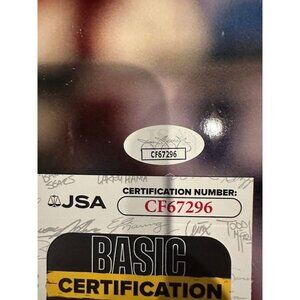 CF67296
JSA
CERTIFICATION NUMBER:
CF67296
BASIC
CERTIFICATION